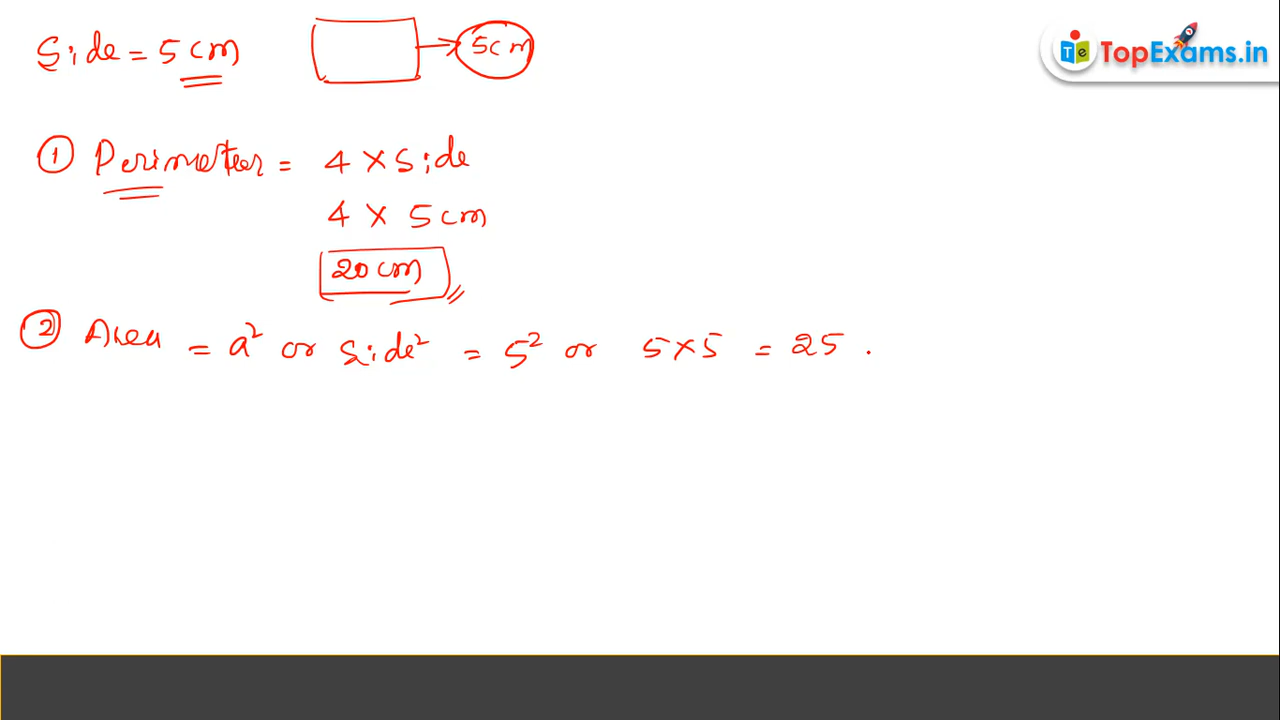 Side = 5 cm
5cm
Te TopExams.in
① Perimeter = 4 × Side
4 × 5 cm
20 cm
② Area = a² or Side² = 5² or 5×5 = 25 .